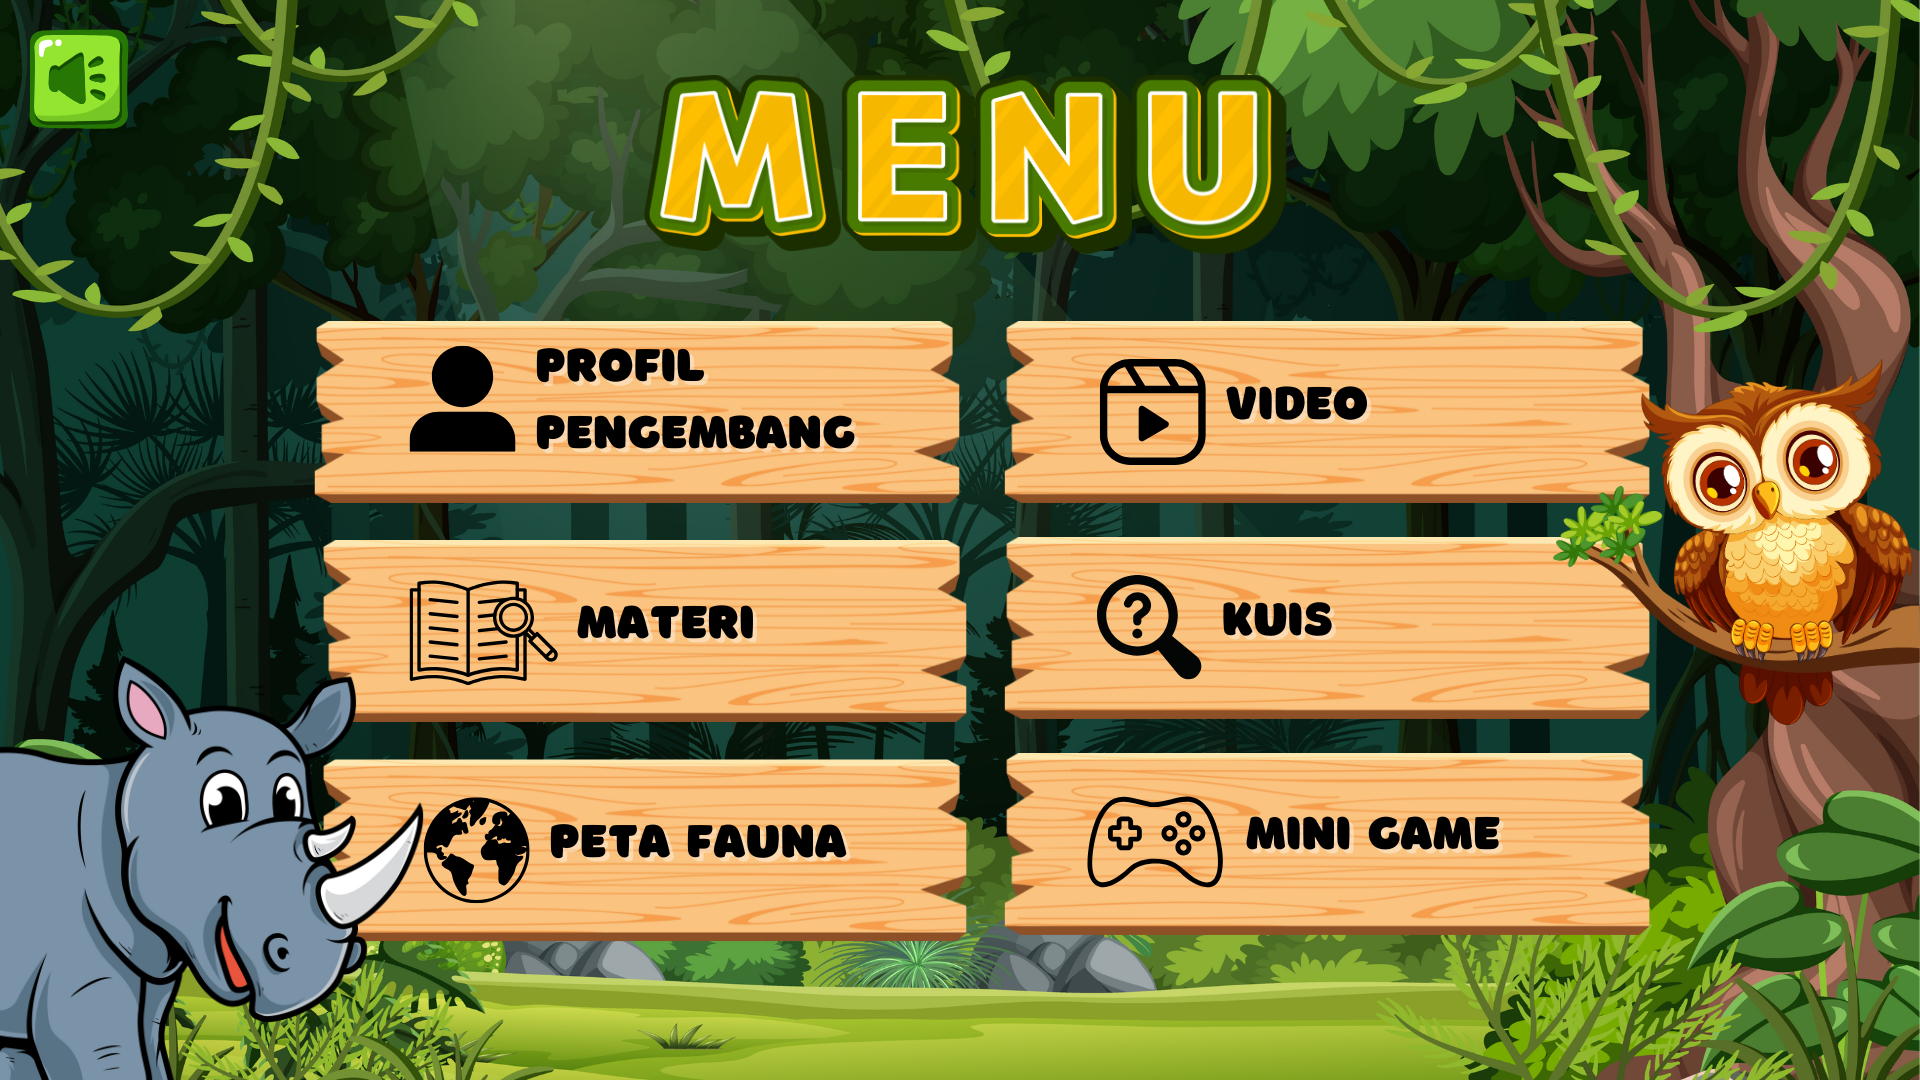 MENU
PROFIL
PENGEMBANG
VIDEO
MATERI
KUIS
PETA FAUNA
MINI GAME